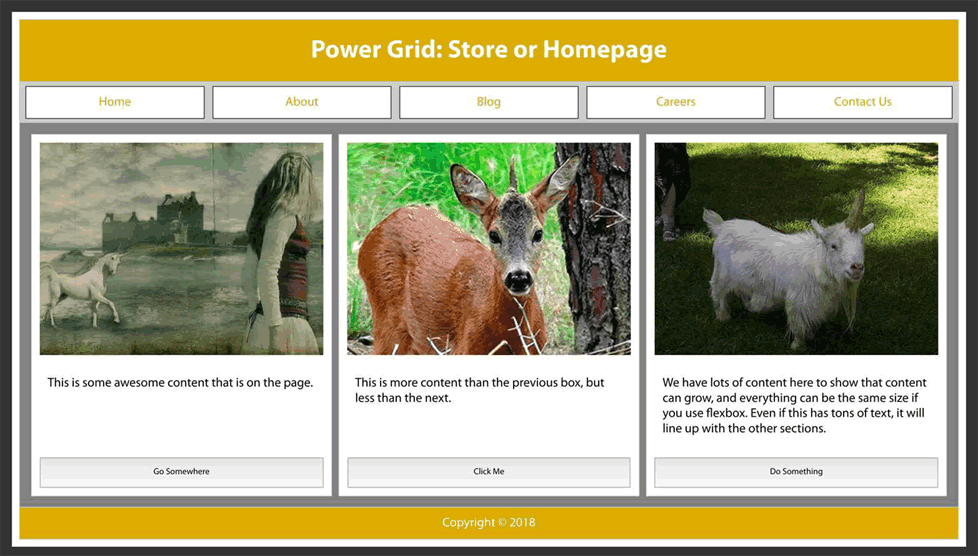 Power Grid: Store or Homepage
Home
About
Blog
Careers
Contact Us
This is some awesome content that is on the page.
This is more content than the previous box, but
less than the next.
We have lots of content here to show that content
can grow, and everything can be the same size if
you use flexbox. Even if this has tons of text, it will
line up with the other sections.
Go Somewhere
Click Me
Do Something
Copyright © 2018